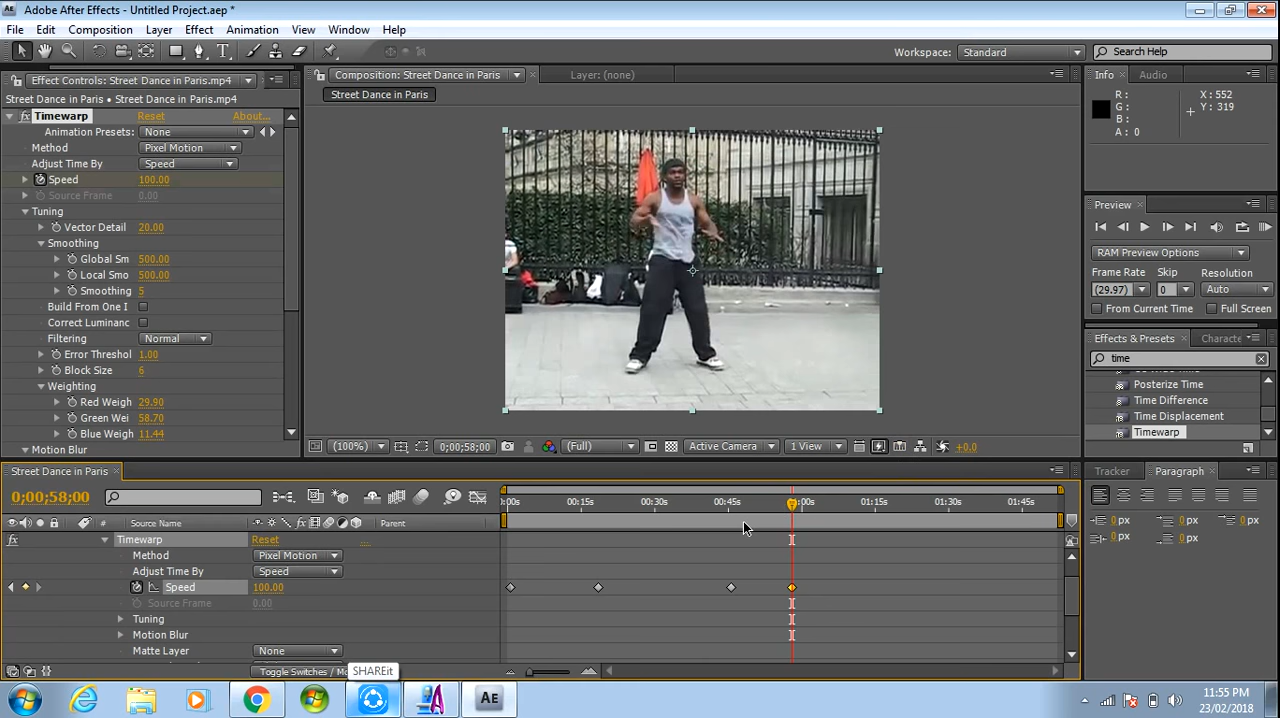 Adobe After Effects - Untitled Project.aep *
File Edit Composition Layer Effect Animation View Window Help
Workspace: Standard Search Help
Effect Controls: Street Dance in Paris.mp4
Street Dance in Paris • Street Dance in Paris.mp4
Timewarp Reset About...
Animation Presets: None
Method Pixel Motion
Adjust Time By Speed
Speed 100.00
Source Frame 0.00
Tuning
Vector Detail 20.00
Smoothing
Global Sm 500.00
Local Smo 500.00
Smoothing 5
Build From One I
Correct Luminanc
Filtering Normal
Error Threshol 1.00
Block Size 6
Weighting
Red Weigh 29.90
Green Wei 58.70
Blue Weigh 11.44
Motion Blur
Composition: Street Dance in Paris Layer: (none)
Street Dance in Paris
(100%) 0;00;58;00 (Full) Active Camera 1 View +0.0
Info Audio
R: X: 552
G: Y: 319
B:
A: 0
Preview
RAM Preview Options
Frame Rate Skip Resolution
(29.97) 0 Auto
From Current Time Full Screen
Effects & Presets Characte
time
Posterize Time
Time Difference
Time Displacement
Timewarp
Tracker Paragraph
0 px 0 px 0 px
0 px 0 px
Street Dance in Paris
0;00;58;00
:00s 00:15s 00:30s 00:45s :00s 01:15s 01:30s 01:45s
# Source Name Parent
Timewarp Reset ...
Method Pixel Motion
Adjust Time By Speed
Speed 100.00
Source Frame 0.00
Tuning
Motion Blur
Matte Layer None
Toggle Switches / Mo
SHAREit
11:55 PM
23/02/2018